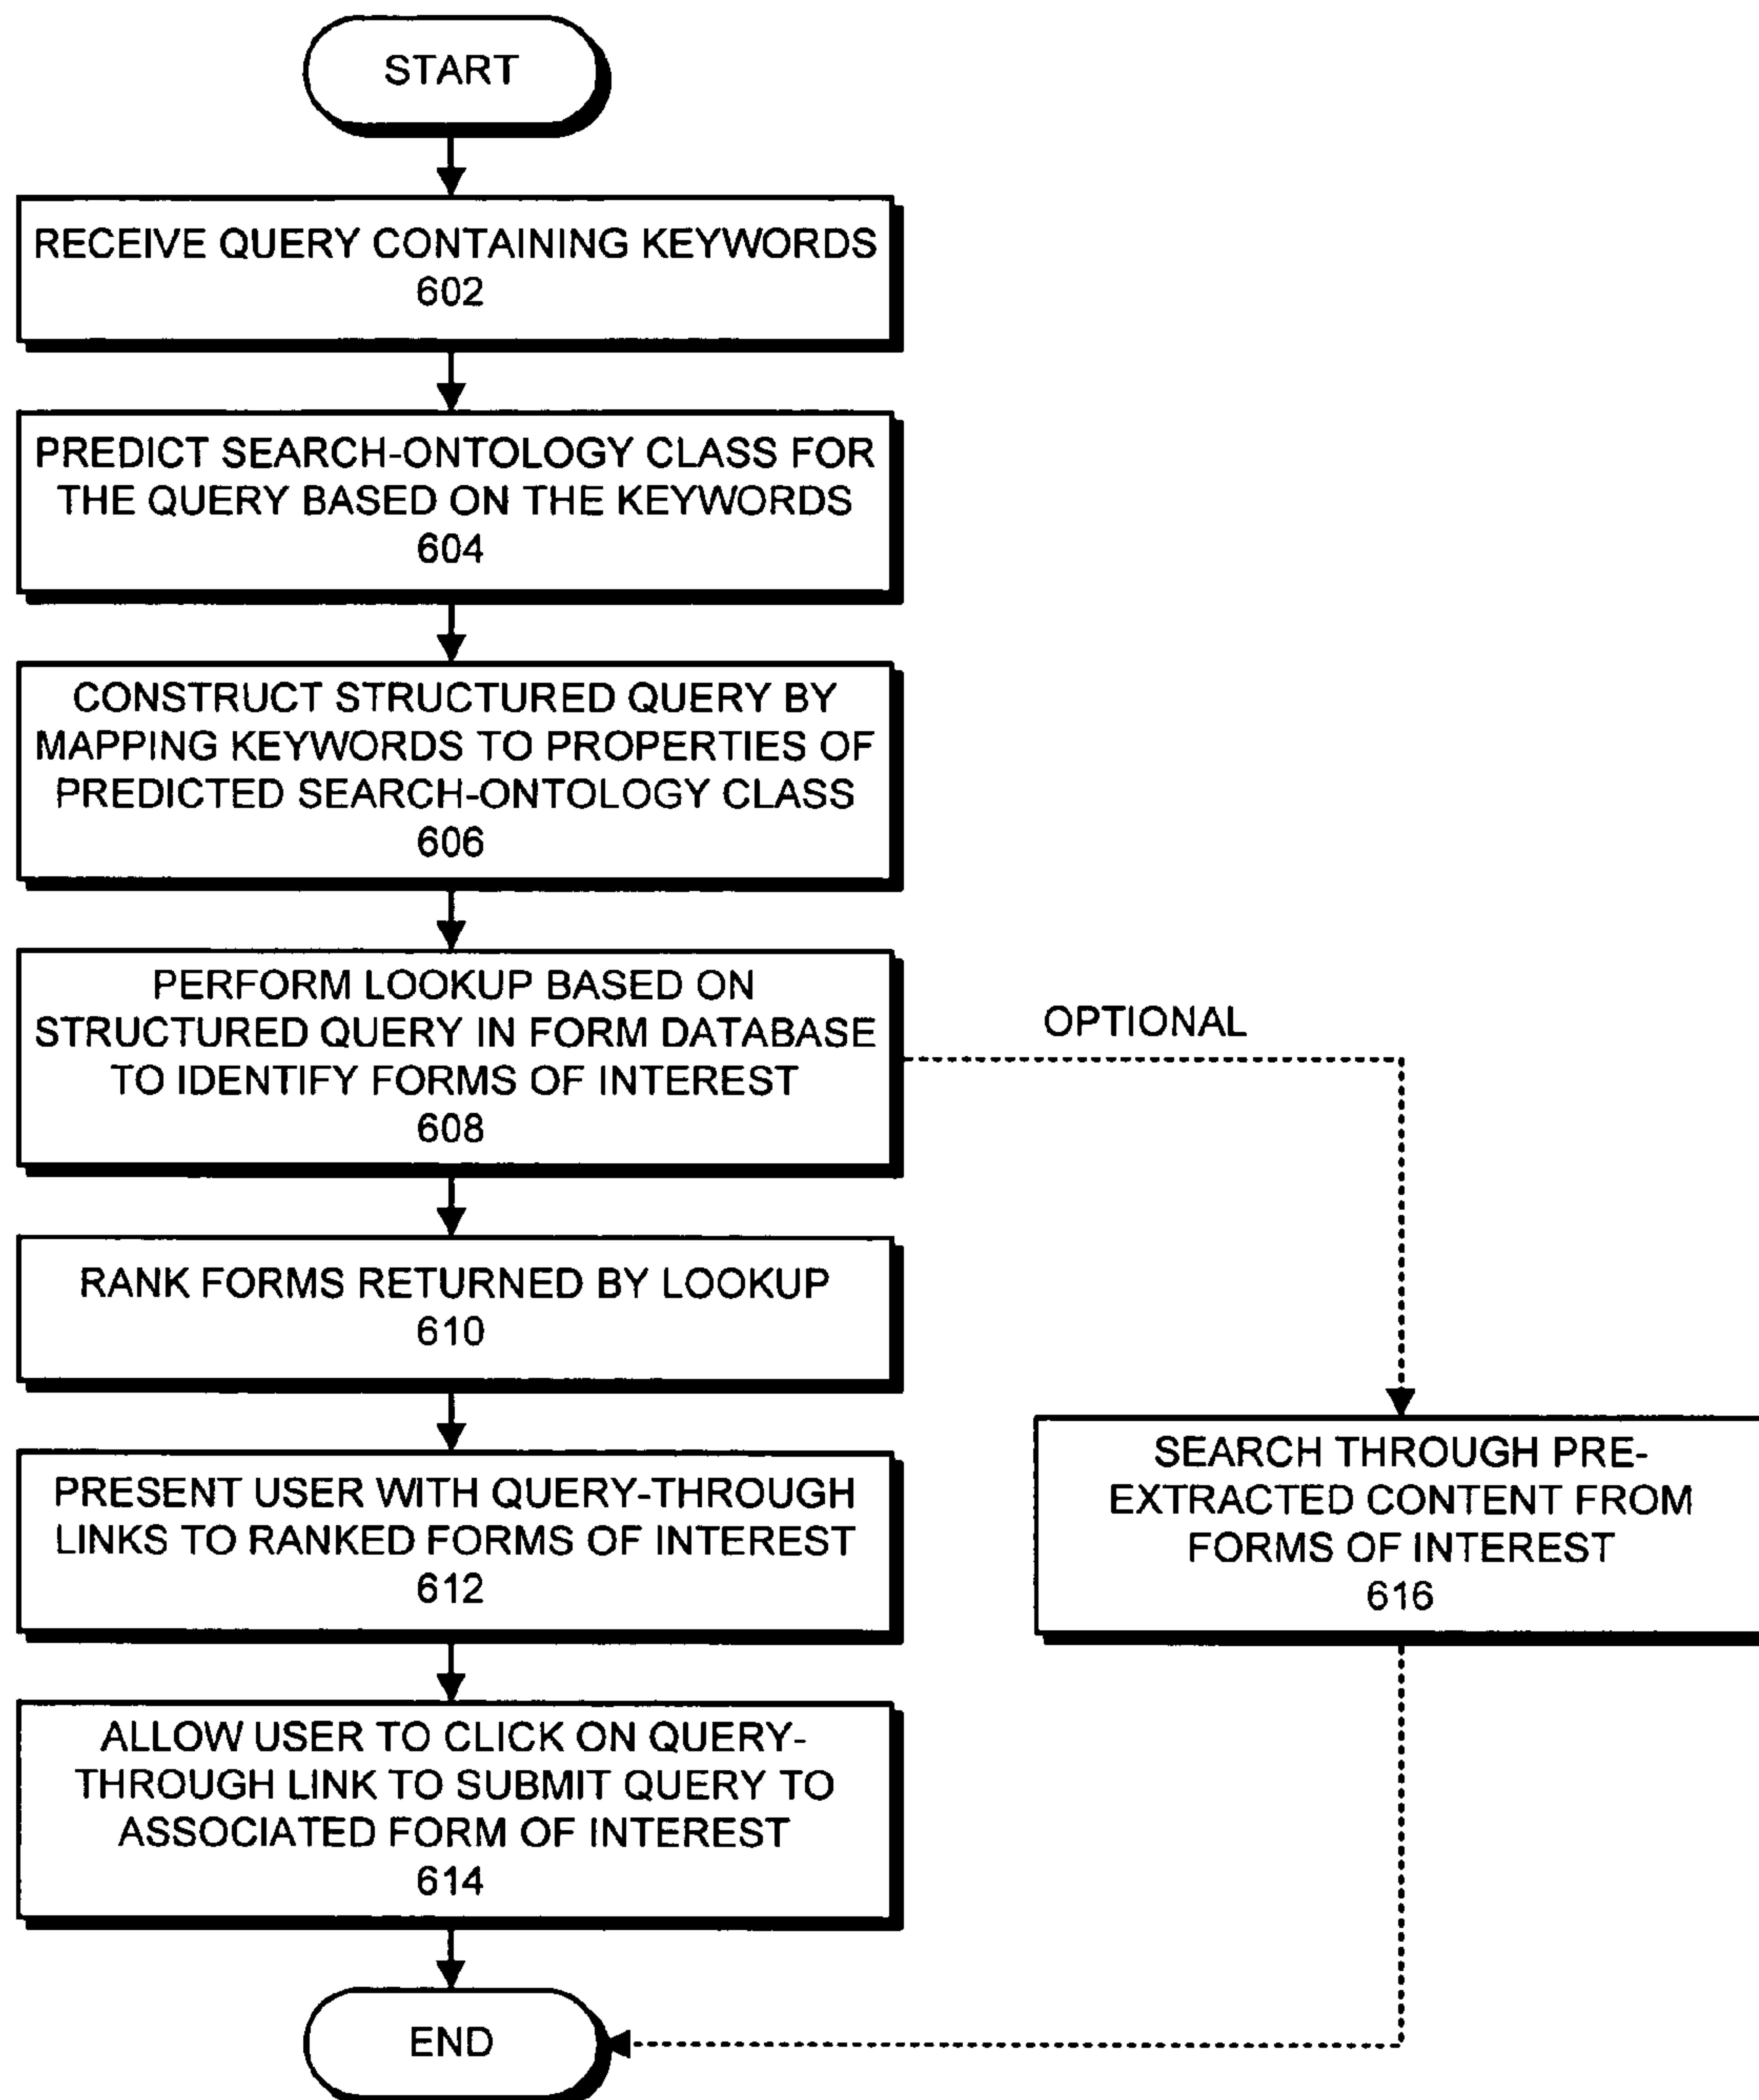 START
RECEIVE QUERY CONTAINING KEYWORDS
602
PREDICT SEARCH-ONTOLOGY CLASS FOR
THE QUERY BASED ON THE KEYWORDS
604
CONSTRUCT STRUCTURED QUERY BY
MAPPING KEYWORDS TO PROPERTIES OF
PREDICTED SEARCH-ONTOLOGY CLASS
606
PERFORM LOOKUP BASED ON
STRUCTURED QUERY IN FORM DATABASE
TO IDENTIFY FORMS OF INTEREST
608
OPTIONAL
RANK FORMS RETURNED BY LOOKUP
610
PRESENT USER WITH QUERY-THROUGH
LINKS TO RANKED FORMS OF INTEREST
612
SEARCH THROUGH PRE-
EXTRACTED CONTENT FROM
FORMS OF INTEREST
616
ALLOW USER TO CLICK ON QUERY-
THROUGH LINK TO SUBMIT QUERY TO
ASSOCIATED FORM OF INTEREST
614
END